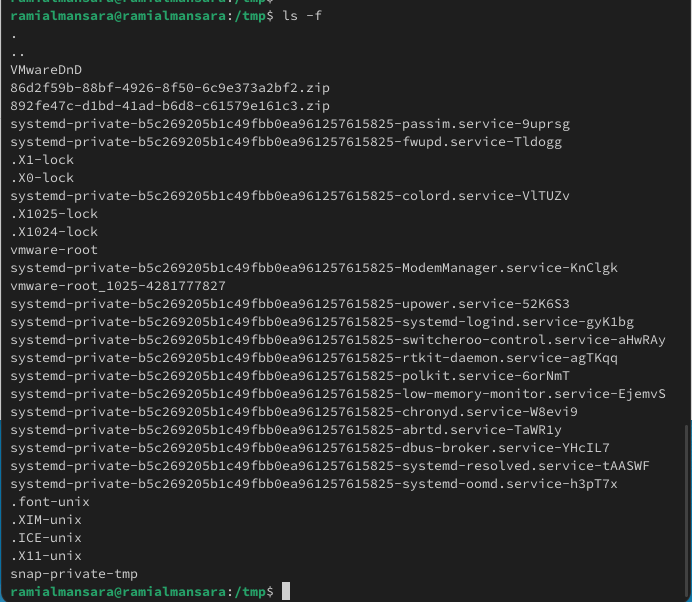 ramialmansara@ramialmansara:/tmp$ ls -f
.
..
VMwareDnD
86d2f59b-88bf-4926-8f50-6c9e373a2bf2.zip
892fe47c-d1bd-41ad-b6d8-c61579e161c3.zip
systemd-private-b5c269205b1c49fbb0ea961257615825-passim.service-9uprsg
systemd-private-b5c269205b1c49fbb0ea961257615825-fwupd.service-Tldogg
.X1-lock
.X0-lock
systemd-private-b5c269205b1c49fbb0ea961257615825-colord.service-VlTUZv
.X1025-lock
.X1024-lock
vmware-root
systemd-private-b5c269205b1c49fbb0ea961257615825-ModemManager.service-KnClgk
vmware-root_1025-4281777827
systemd-private-b5c269205b1c49fbb0ea961257615825-upower.service-52K6S3
systemd-private-b5c269205b1c49fbb0ea961257615825-systemd-logind.service-gyK1bg
systemd-private-b5c269205b1c49fbb0ea961257615825-switcheroo-control.service-aHwRAy
systemd-private-b5c269205b1c49fbb0ea961257615825-rtkit-daemon.service-agTKqq
systemd-private-b5c269205b1c49fbb0ea961257615825-polkit.service-6orNmT
systemd-private-b5c269205b1c49fbb0ea961257615825-low-memory-monitor.service-EjemvS
systemd-private-b5c269205b1c49fbb0ea961257615825-chronyd.service-W8evi9
systemd-private-b5c269205b1c49fbb0ea961257615825-abrtd.service-TaWR1y
systemd-private-b5c269205b1c49fbb0ea961257615825-dbus-broker.service-YHcIL7
systemd-private-b5c269205b1c49fbb0ea961257615825-systemd-resolved.service-tAASWF
systemd-private-b5c269205b1c49fbb0ea961257615825-systemd-oomd.service-h3pT7x
.font-unix
.XIM-unix
.ICE-unix
.X11-unix
snap-private-tmp
ramialmansara@ramialmansara:/tmp$